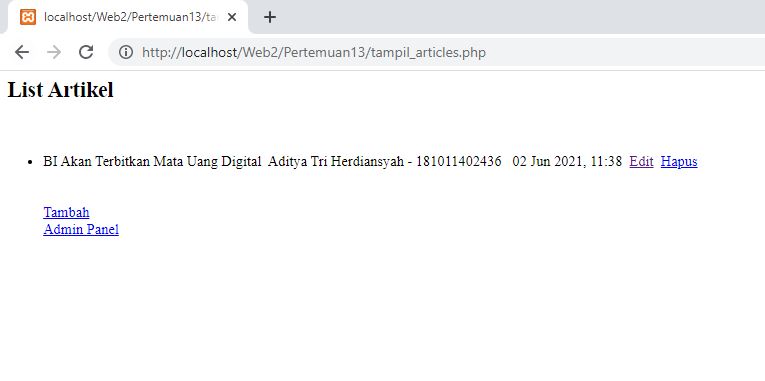 localhost/Web2/Pertemuan13/ta
http://localhost/Web2/Pertemuan13/tampil_articles.php
List Artikel
BI Akan Terbitkan Mata Uang Digital Aditya Tri Herdiansyah - 181011402436 02 Jun 2021, 11:38 Edit Hapus
Tambah
Admin Panel